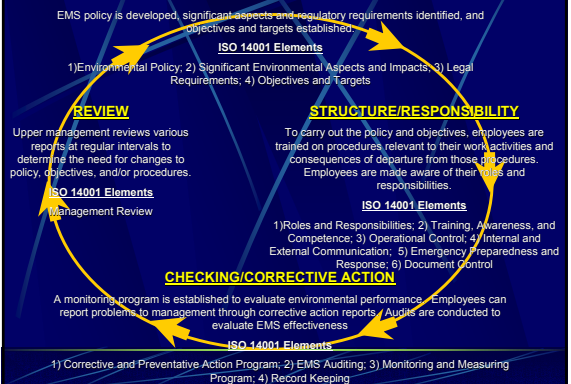 EMS policy is developed, significant aspects and regulatory requirements identified, and
objectives and targets established.
ISO 14001 Elements
1)Environmental Policy; 2) Significant Environmental Aspects and Impacts; 3) Legal
Requirements; 4) Objectives and Targets
REVIEW
Upper management reviews various
reports at regular intervals to
determine the need for changes to
policy, objectives, and/or procedures.
ISO 14001 Elements
Management Review
STRUCTURE/RESPONSIBILITY
To carry out the policy and objectives, employees are
trained on procedures relevant to their work activities and
consequences of departure from those procedures.
Employees are made aware of their roles and
responsibilities.
ISO 14001 Elements
1)Roles and Responsibilities; 2) Training, Awareness, and
Competence; 3) Operational Control; 4) Internal and
External Communication; 5) Emergency Preparedness and
Response; 6) Document Control
CHECKING/CORRECTIVE ACTION
A monitoring program is established to evaluate environmental performance. Employees can
report problems to management through corrective action reports. Audits are conducted to
evaluate EMS effectiveness
ISO 14001 Elements
1) Corrective and Preventative Action Program; 2) EMS Auditing; 3) Monitoring and Measuring
Program; 4) Record Keeping